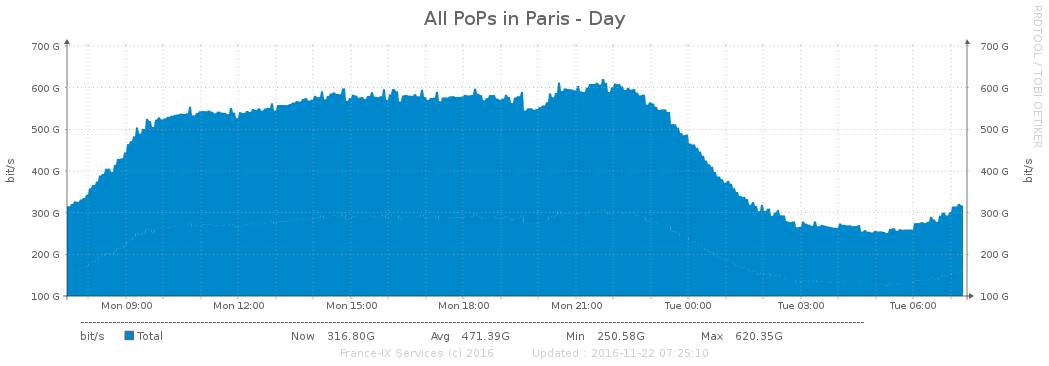 All PoPs in Paris - Day
RRDTOOL / TOBI OETIKER
bit/s
700 G
600 G
500 G
400 G
300 G
200 G
100 G
700 G
600 G
500 G
400 G
300 G
200 G
100 G
bit/s
Mon 09:00 Mon 12:00 Mon 15:00 Mon 18:00 Mon 21:00 Tue 00:00 Tue 03:00 Tue 06:00
bit/s Total Now 316.80G Avg 471.39G Min 250.58G Max 620.35G
France-IX Services (c) 2016 Updated : 2016-11-22 07:25:10